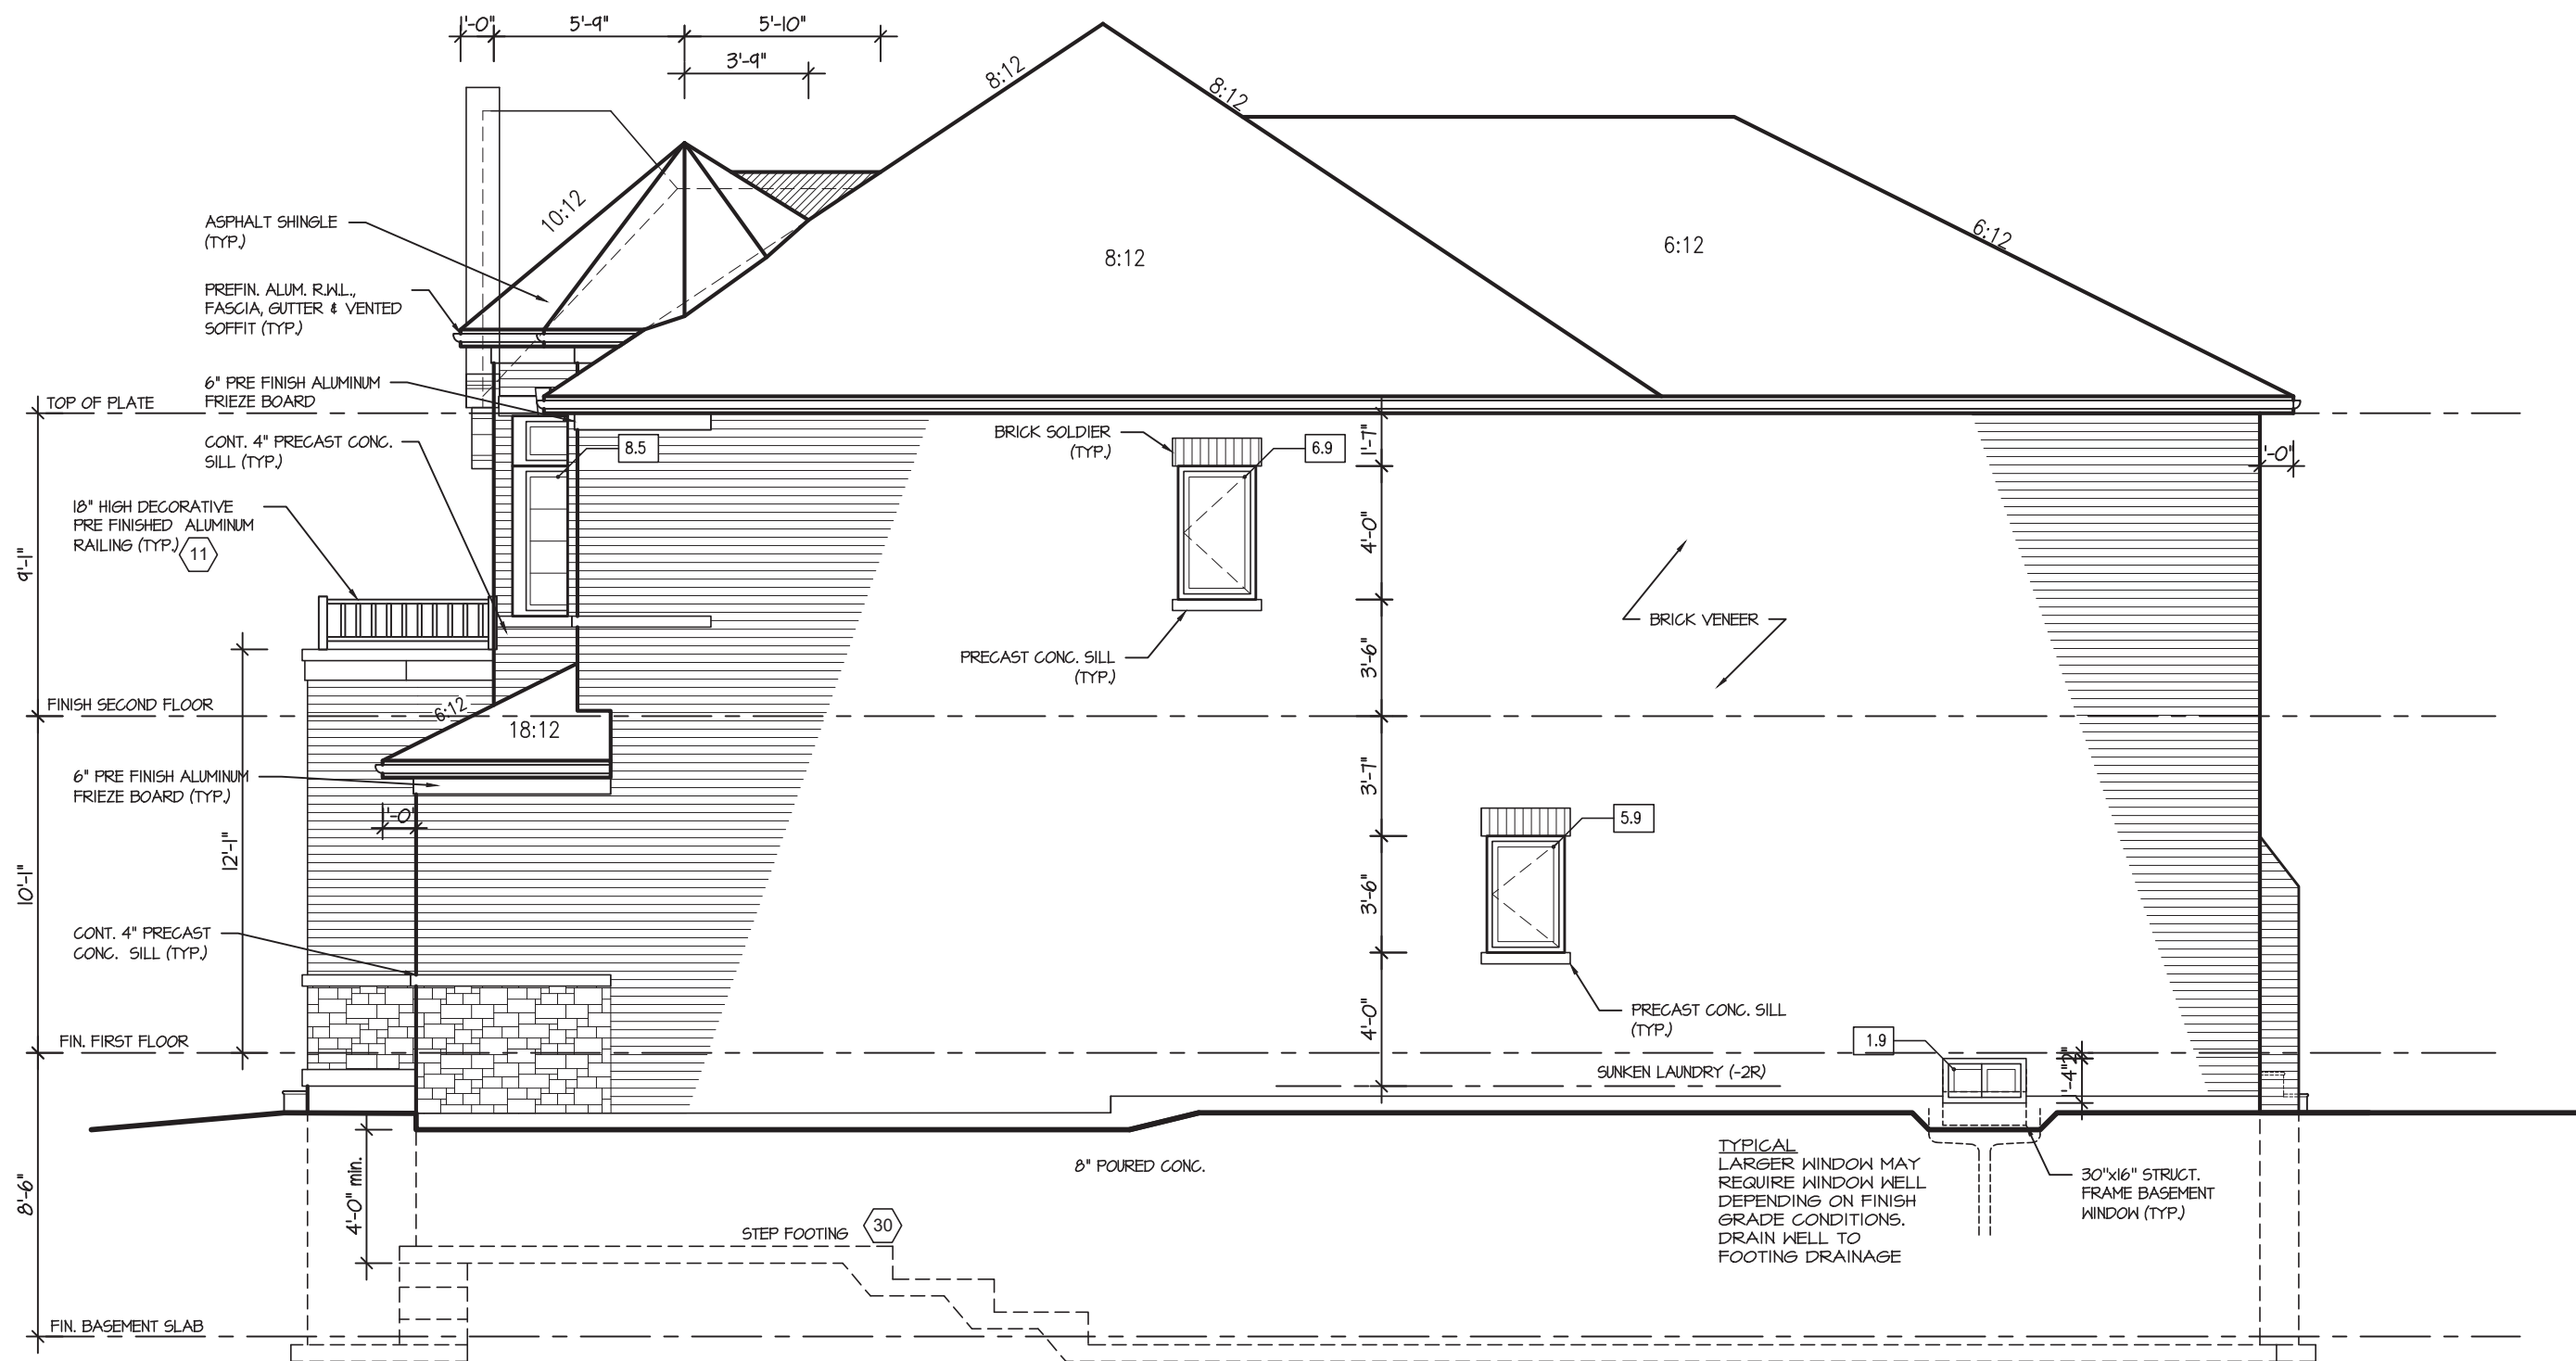 1'-0"
5'-9"
5'-10"
3'-9"
8:12
8:12
10:12
ASPHALT SHINGLE
(TYP.)
6:12
8:12
6:12
PREFIN. ALUM. R.W.L.,
FASCIA, GUTTER & VENTED
SOFFIT (TYP.)
6" PRE FINISH ALUMINUM
FRIEZE BOARD
TOP OF PLATE
CONT. 4" PRECAST CONC.
SILL (TYP.)
8.5
BRICK SOLDIER
(TYP.)
6.9
1'-7"
'-0"
18" HIGH DECORATIVE
PRE FINISHED ALUMINUM
RAILING (TYP.)
11
9'-1"
4'-0"
BRICK VENEER
PRECAST CONC. SILL
(TYP.)
3'-6"
FINISH SECOND FLOOR
6:12
18:12
3'-7"
6" PRE FINISH ALUMINUM
FRIEZE BOARD (TYP.)
'-0"
5.9
12'-1"
10'-1"
3'-6"
CONT. 4" PRECAST
CONC. SILL (TYP.)
4'-0"
PRECAST CONC. SILL
(TYP.)
FIN. FIRST FLOOR
1.9
SUNKEN LAUNDRY (-2R)
2"
'-4"
8'-6"
4'-0" min.
8" POURED CONC.
TYPICAL
LARGER WINDOW MAY
REQUIRE WINDOW WELL
DEPENDING ON FINISH
GRADE CONDITIONS.
DRAIN WELL TO
FOOTING DRAINAGE
30"x16" STRUCT.
FRAME BASEMENT
WINDOW (TYP.)
STEP FOOTING
30
FIN. BASEMENT SLAB